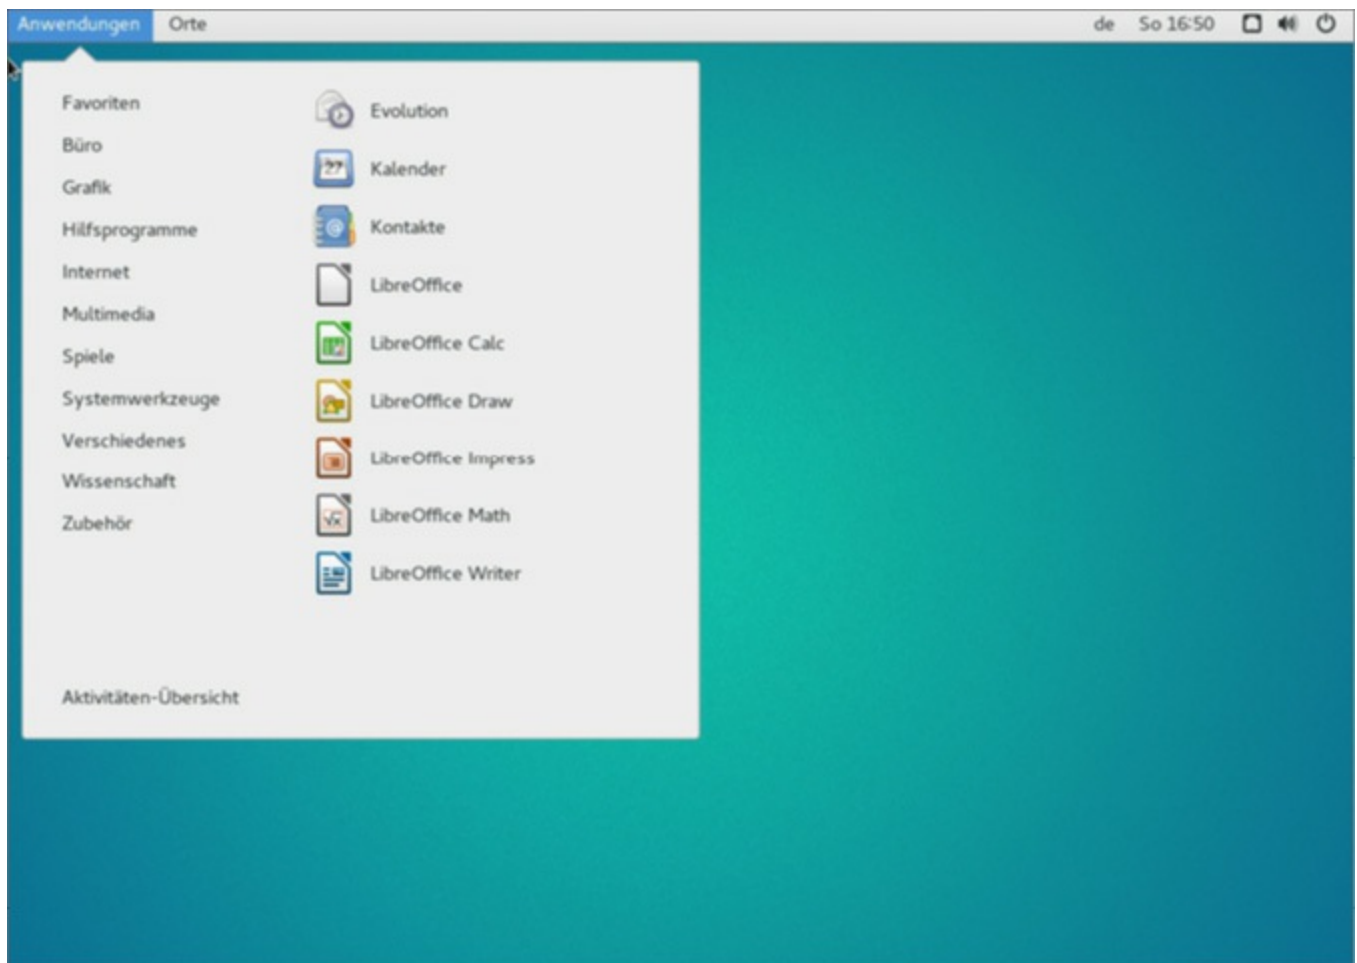 Anwendungen Orte de So 16:50
Favoriten
Büro
Grafik
Hilfsprogramme
Internet
Multimedia
Spiele
Systemwerkzeuge
Verschiedenes
Wissenschaft
Zubehör
Aktivitäten-Übersicht
Evolution
27
Kalender
@
Kontakte
LibreOffice
LibreOffice Calc
LibreOffice Draw
LibreOffice Impress
LibreOffice Math
LibreOffice Writer